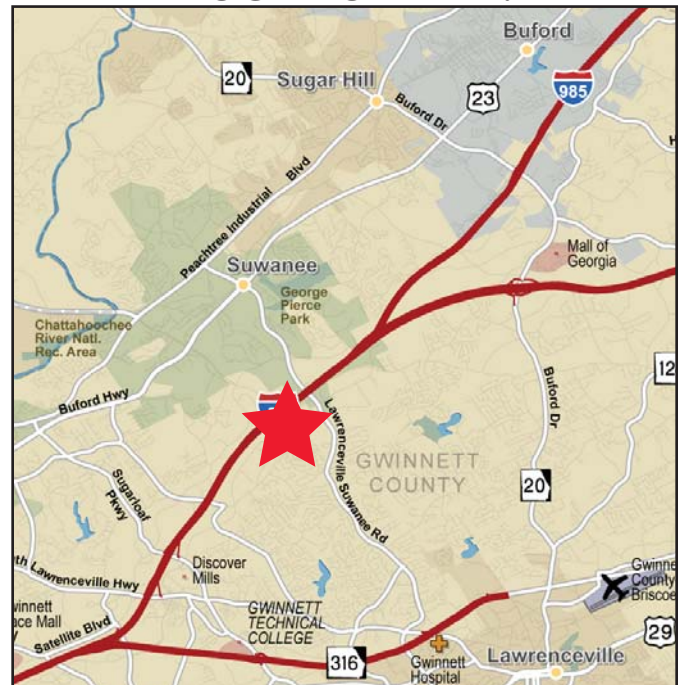 Buford
20
Sugar Hill
985
23
Buford Dr
Peachtree Industrial Blvd
Mall of
Georgia
Suwanee
George
Pierce
Park
Chattahoochee
River Natl.
Rec. Area
12
Buford Hwy
Buford Dr
Lawrenceville Suwanee Rd
GWINNETT
COUNTY
Sugarloaf
Pkwy
20
Discover
Mills
th Lawrenceville Hwy
Gwinne
County
Briscoe
winnett
ace Mall
Satellite Blvd
GWINNETT
TECHNICAL
COLLEGE
29
316
Gwinnett
Hospital
Lawrenceville